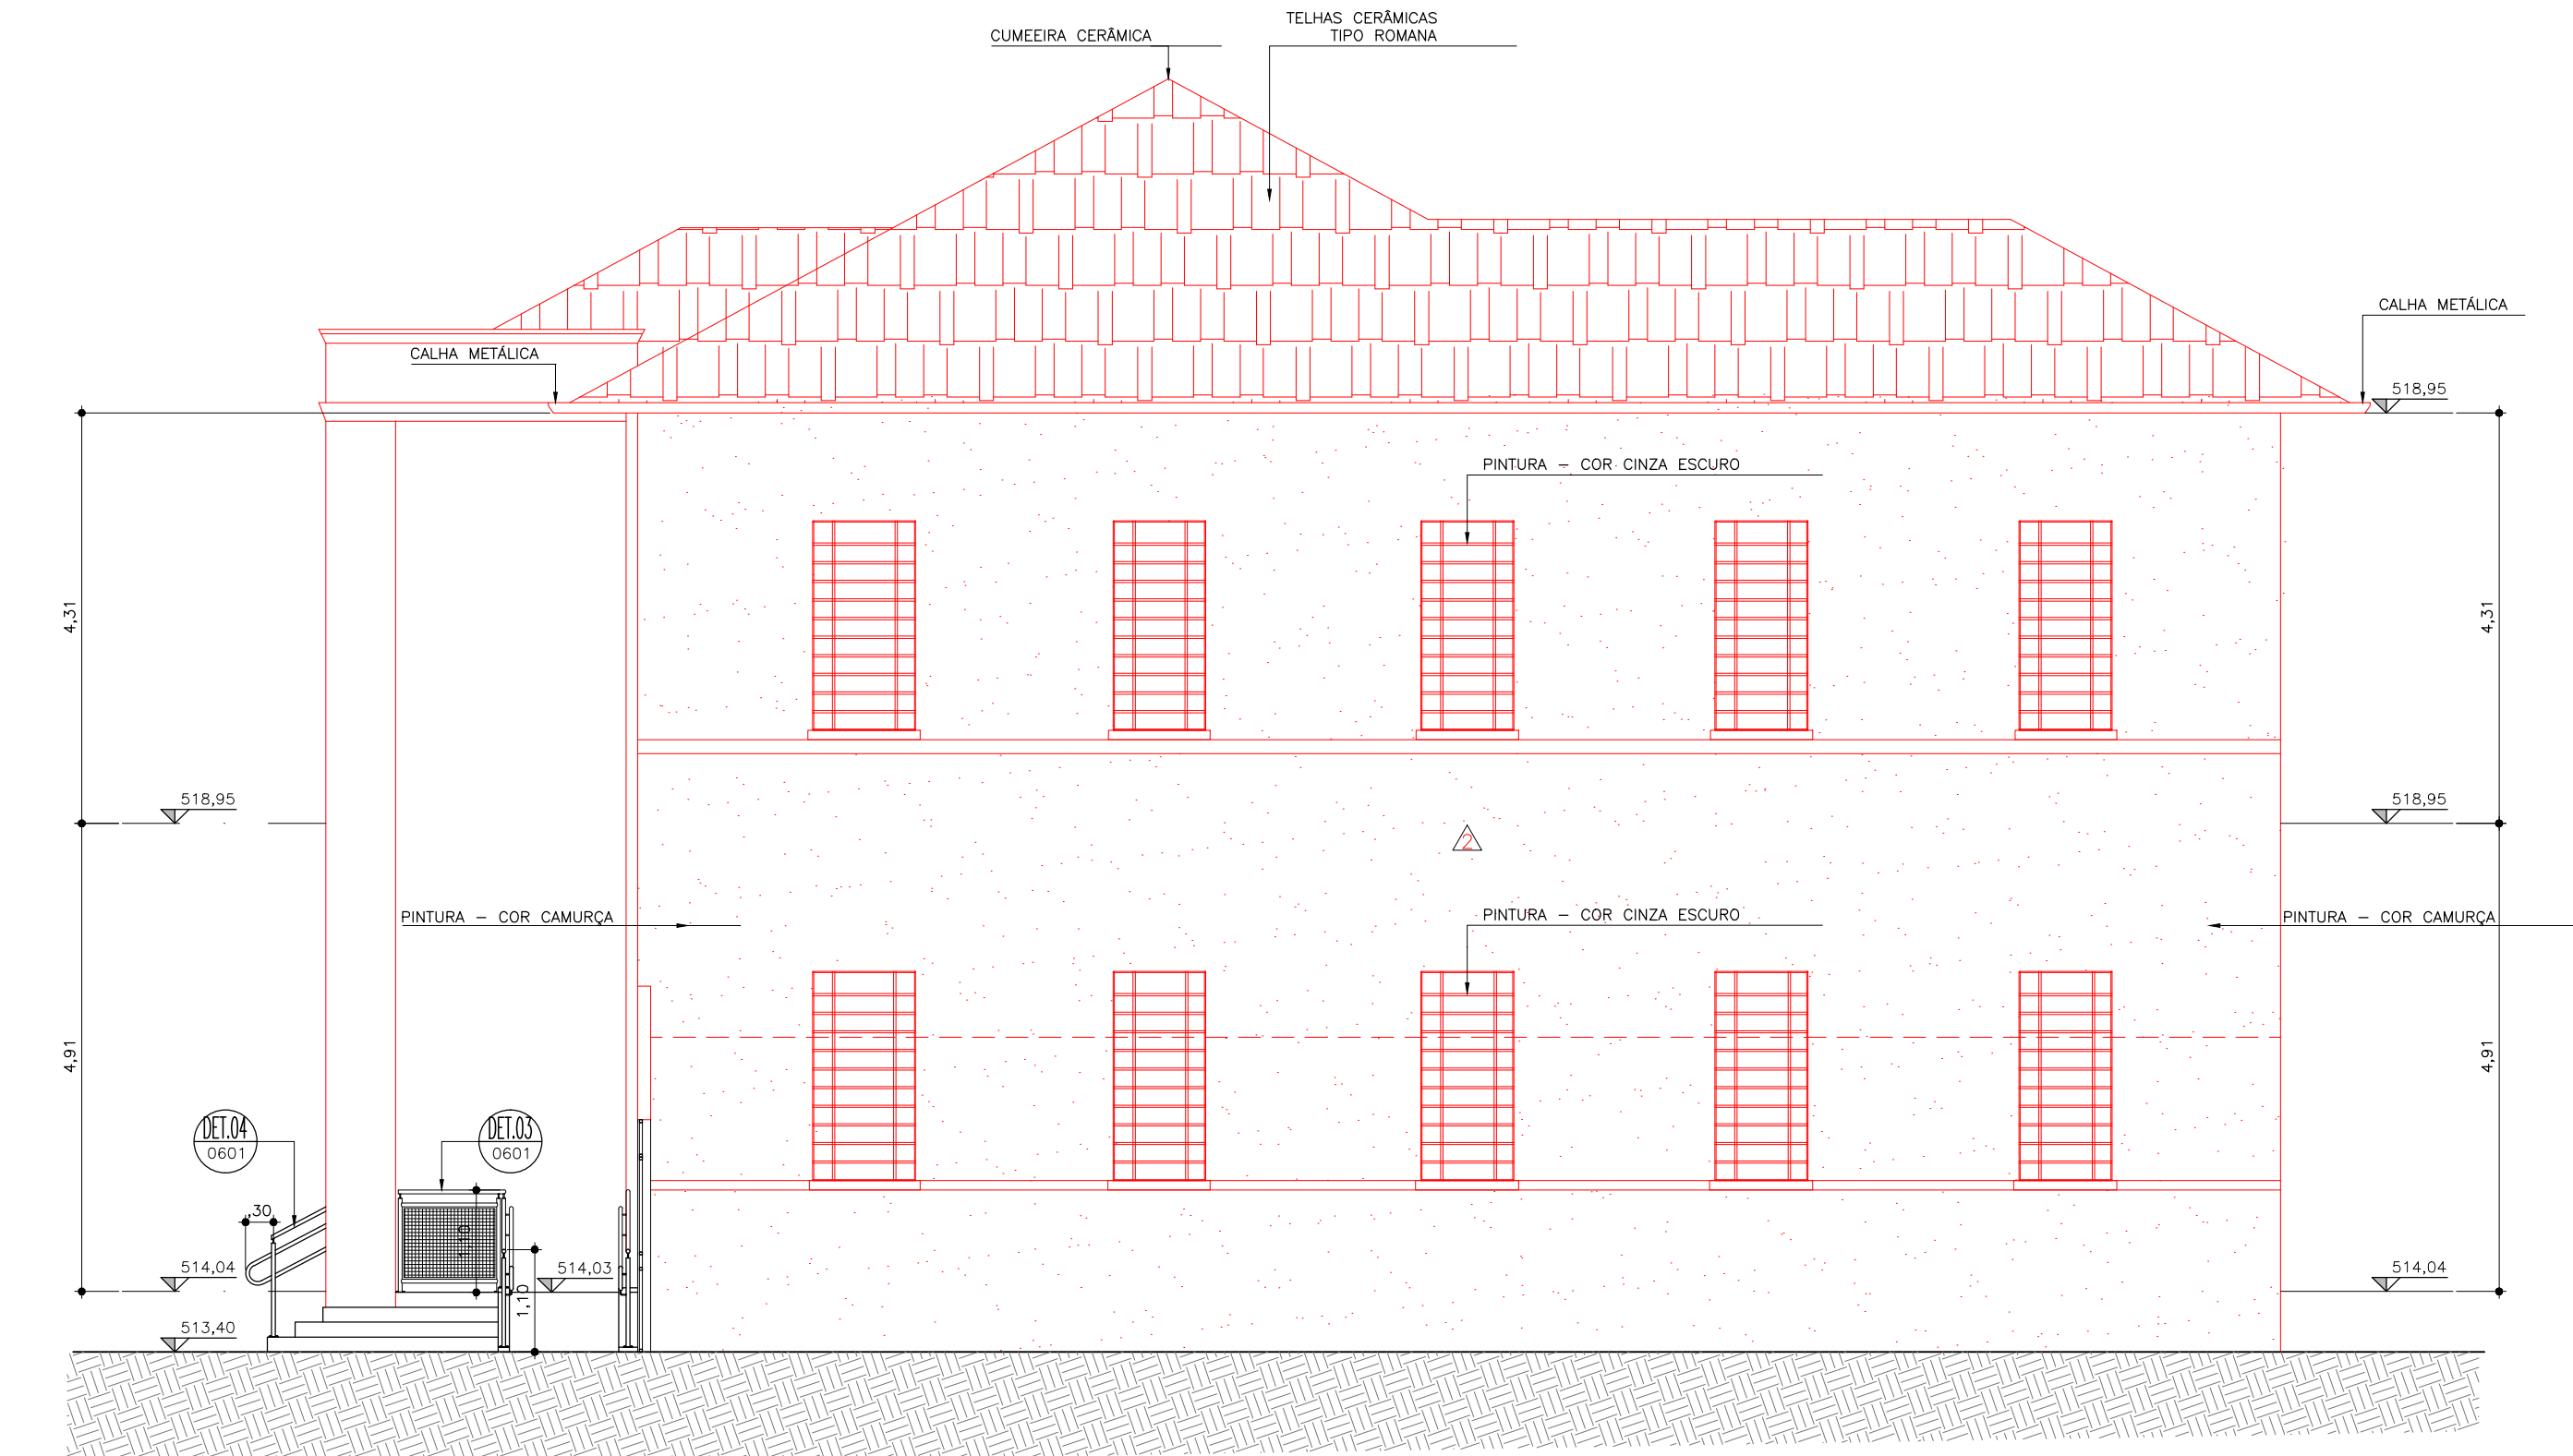 TELHAS CERÂMICAS
TIPO ROMANA
CUMEEIRA CERÂMICA
CALHA METÁLICA
CALHA METÁLICA
518,95
PINTURA – COR CINZA ESCURO
4,31
4,31
518,95
518,95
2
PINTURA – COR CAMURÇA
PINTURA – COR CINZA ESCURO
PINTURA – COR CAMURÇA
4,91
4,91
DET.04
0601
DET.03
0601
,30
1,10
514,04
514,03
514,04
1,10
513,40